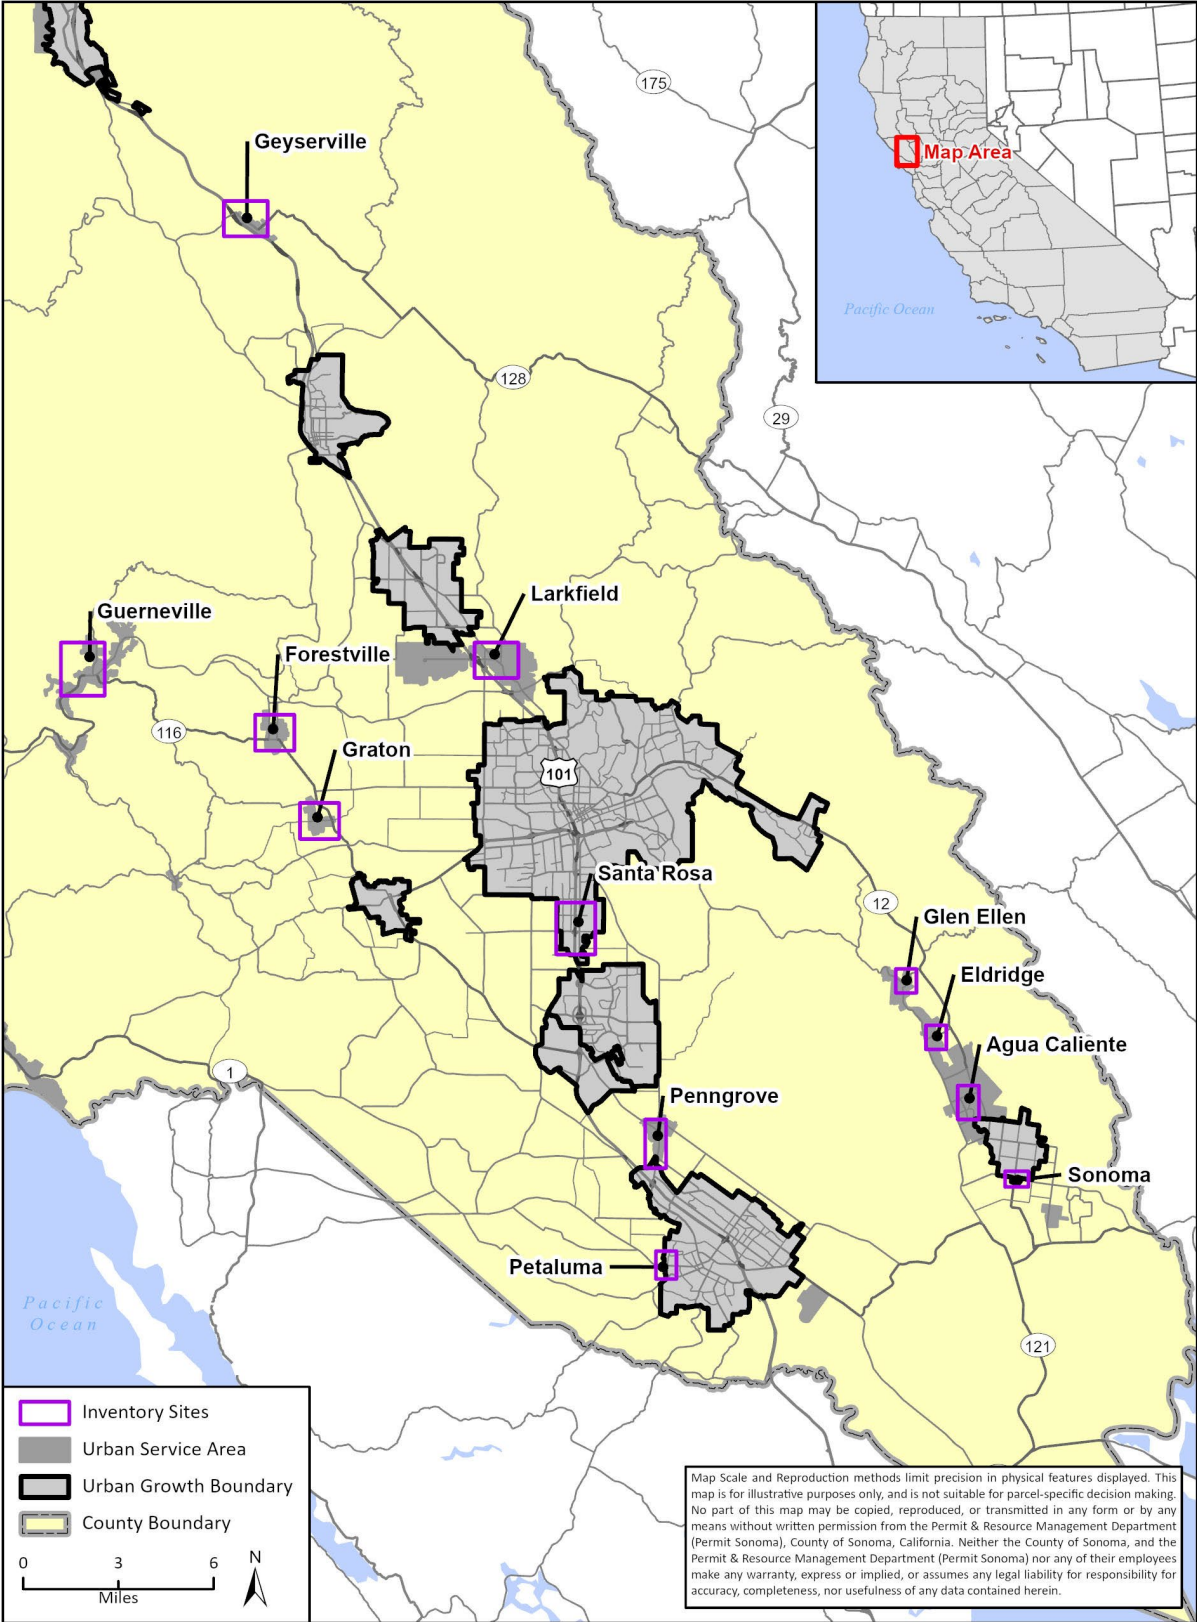 175
Map Area
Pacific Ocean
Geyserville
128
29
Larkfield
Guerneville
Forestville
116
Graton
101
Santa Rosa
12
Glen Ellen
Eldridge
Agua Caliente
1
Penngrove
Sonoma
Petaluma
Pacific
Ocean
121
Inventory Sites
Urban Service Area
Urban Growth Boundary
County Boundary
0 3 6
Miles
N
Map Scale and Reproduction methods limit precision in physical features displayed. This
map is for illustrative purposes only, and is not suitable for parcel-specific decision making.
No part of this map may be copied, reproduced, or transmitted in any form or by any
means without written permission from the Permit & Resource Management Department
(Permit Sonoma), County of Sonoma, California. Neither the County of Sonoma, and the
Permit & Resource Management Department (Permit Sonoma) nor any of their employees
make any warranty, express or implied, or assumes any legal liability for responsibility for
accuracy, completeness, nor usefulness of any data contained herein.